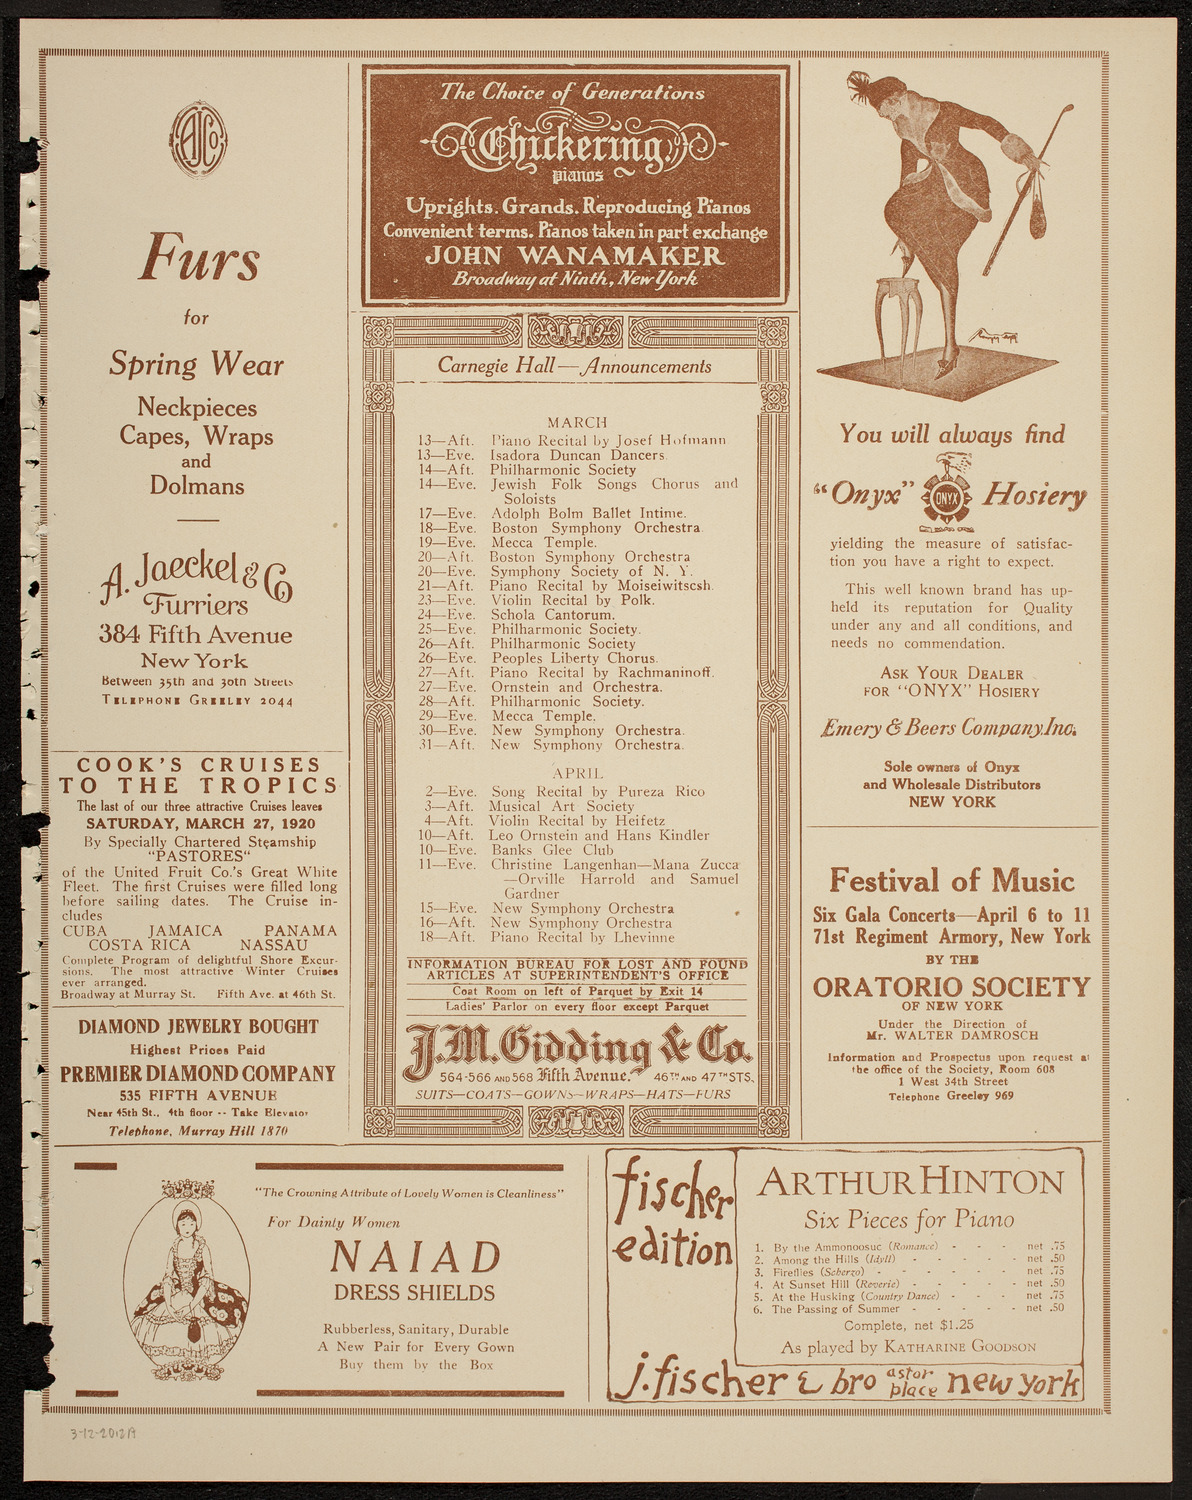 AJCo
Furs
for
Spring Wear
Neckpieces
Capes, Wraps
and
Dolmans
A. Jaeckel & Co
Furriers
384 Fifth Avenue
New York
Between 35th and 36th Streets
TELEPHONE GREELEY 2044
COOK'S CRUISES
TO THE TROPICS
The last of our three attractive Cruises leaves
SATURDAY, MARCH 27, 1920
By Specially Chartered Steamship
"PASTORES"
of the United Fruit Co.'s Great White
Fleet. The first Cruises were filled long
before sailing dates. The Cruise in-
cludes
CUBA JAMAICA PANAMA
COSTA RICA NASSAU
Complete Program of delightful Shore Excur-
sions. The most attractive Winter Cruises
ever arranged.
Broadway at Murray St. Fifth Ave. at 46th St.
DIAMOND JEWELRY BOUGHT
Highest Prices Paid
PREMIER DIAMOND COMPANY
535 FIFTH AVENUE
Near 45th St., 4th floor -- Take Elevator
Telephone, Murray Hill 1870
The Choice of Generations
Chickering
pianos
Uprights. Grands. Reproducing Pianos
Convenient terms. Pianos taken in part exchange
JOHN WANAMAKER
Broadway at Ninth, New York
Carnegie Hall—Announcements
MARCH
13—Aft. Piano Recital by Josef Hofmann
13—Eve. Isadora Duncan Dancers.
14—Aft. Philharmonic Society
14—Eve. Jewish Folk Songs Chorus and
Soloists
17—Eve. Adolph Bolm Ballet Intime.
18—Eve. Boston Symphony Orchestra.
19—Eve. Mecca Temple.
20—Aft. Boston Symphony Orchestra
20—Eve. Symphony Society of N. Y.
21—Aft. Piano Recital by Moiseiwitscsh.
23—Eve. Violin Recital by Polk.
24—Eve. Schola Cantorum.
25—Eve. Philharmonic Society.
26—Aft. Philharmonic Society
26—Eve. Peoples Liberty Chorus.
27—Aft. Piano Recital by Rachmaninoff.
27—Eve. Ornstein and Orchestra.
28—Aft. Philharmonic Society.
29—Eve. Mecca Temple.
30—Eve. New Symphony Orchestra.
31—Aft. New Symphony Orchestra.
APRIL
2—Eve. Song Recital by Pureza Rico
3—Aft. Musical Art Society
4—Aft. Violin Recital by Heifetz
10—Aft. Leo Ornstein and Hans Kindler
10—Eve. Banks Glee Club
11—Eve. Christine Langenhan—Mana Zucca
—Orville Harrold and Samuel
Gardner
15—Eve. New Symphony Orchestra
16—Aft. New Symphony Orchestra
18—Aft. Piano Recital by Lhevinne
INFORMATION BUREAU FOR LOST AND FOUND
ARTICLES AT SUPERINTENDENT'S OFFICE
Coat Room on left of Parquet by Exit 14
Ladies' Parlor on every floor except Parquet
J.M. Gidding & Co.
564-566 AND 568 Fifth Avenue. 46TH AND 47TH STS.
SUITS—COATS—GOWNS—WRAPS—HATS—FURS
You will always find
"Onyx" ONYX Hosiery
yielding the measure of satisfac-
tion you have a right to expect.
This well known brand has up-
held its reputation for Quality
under any and all conditions, and
needs no commendation.
ASK YOUR DEALER
FOR "ONYX" HOSIERY
Emery & Beers Company, Inc.
Sole owners of Onyx
and Wholesale Distributors
NEW YORK
Festival of Music
Six Gala Concerts—April 6 to 11
71st Regiment Armory, New York
BY THE
ORATORIO SOCIETY
OF NEW YORK
Under the Direction of
Mr. WALTER DAMROSCH
Information and Prospectus upon request at
the office of the Society, Room 608
1 West 34th Street
Telephone Greeley 969
"The Crowning Attribute of Lovely Women is Cleanliness"
For Dainty Women
NAIAD
DRESS SHIELDS
Rubberless, Sanitary, Durable
A New Pair for Every Gown
Buy them by the Box
fischer
edition
ARTHUR HINTON
Six Pieces for Piano
1. By the Ammonoosuc (Romance) - - - net .75
2. Among the Hills (Idyll) - - - - - net .50
3. Fireflies (Scherzo) - - - - - net .75
4. At Sunset Hill (Reverie) - - - - net .50
5. At the Husking (Country Dance) - - - net .75
6. The Passing of Summer - - - - - net .50
Complete, net $1.25
As played by KATHARINE GOODSON
j. fischer & bro astor place new york
3-12-2012A